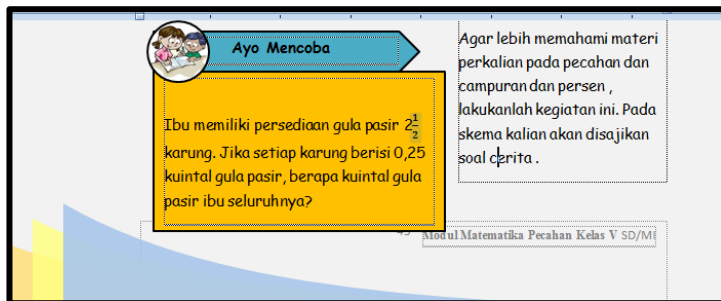 Ayo Mencoba
Ibu memiliki persediaan gula pasir 2 1/2
karung. Jika setiap karung berisi 0,25
kuintal gula pasir, berapa kuintal gula
pasir ibu seluruhnya?
Agar lebih memahami materi
perkalian pada pecahan dan
campuran dan persen ,
lakukanlah kegiatan ini. Pada
skema kalian akan disajikan
soal cerita .
Modul Matematika Pecahan Kelas V SD/MI